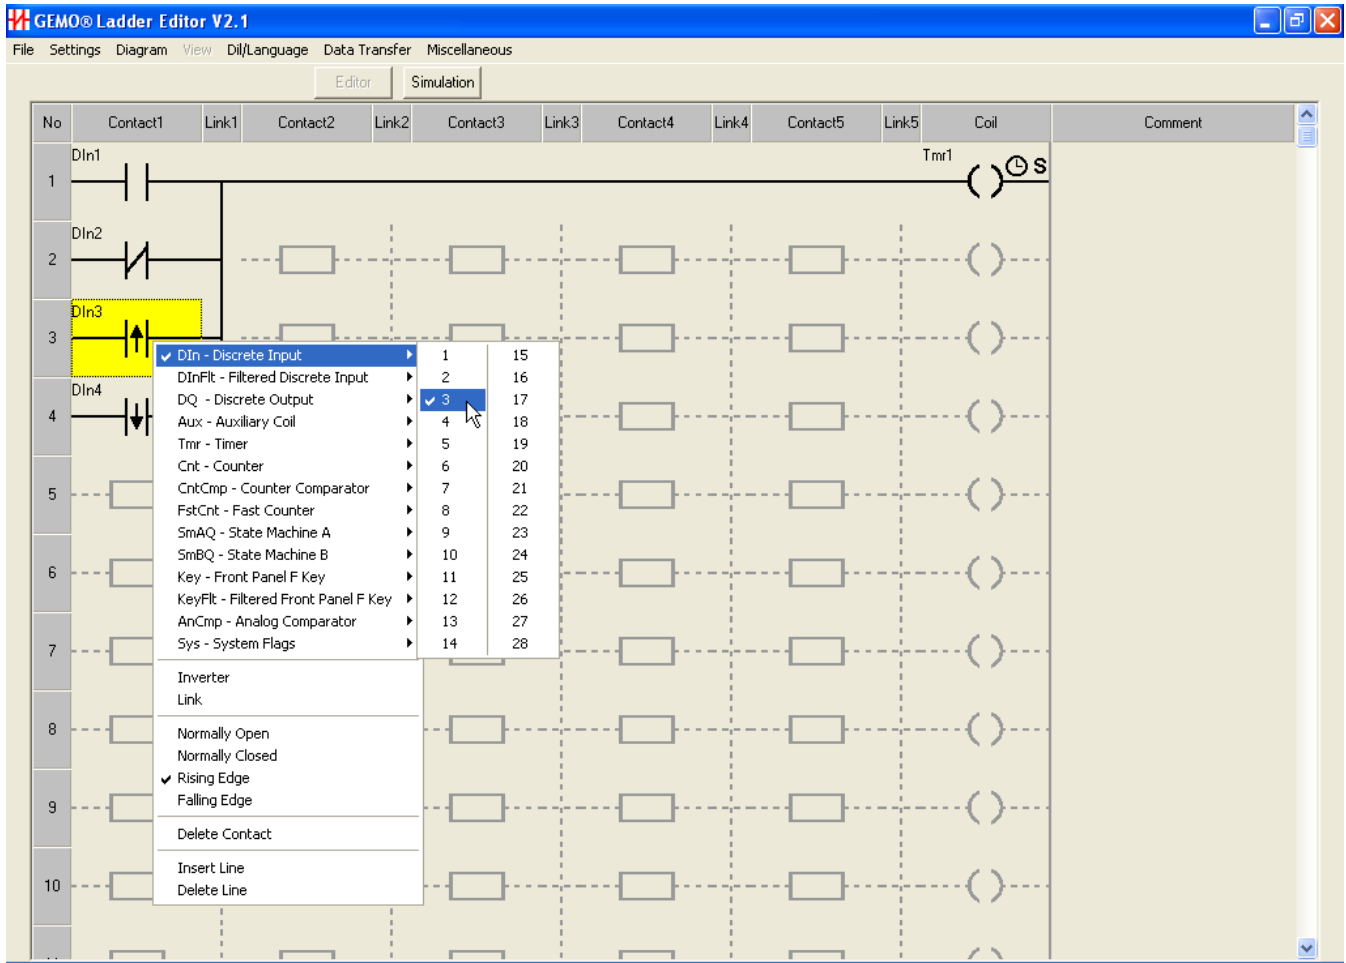 GEMO® Ladder Editor V2.1
File Settings Diagram View Dil/Language Data Transfer Miscellaneous
Editor Simulation
No Contact1 Link1 Contact2 Link2 Contact3 Link3 Contact4 Link4 Contact5 Link5 Coil Comment
DIn1 Tmr1
1 S
DIn2
2
DIn3
3
DIn4
4
5
6
7
8
9
10
DIn - Discrete Input
DInFlt - Filtered Discrete Input
DQ - Discrete Output
Aux - Auxiliary Coil
Tmr - Timer
Cnt - Counter
CntCmp - Counter Comparator
FstCnt - Fast Counter
SmAQ - State Machine A
SmBQ - State Machine B
Key - Front Panel F Key
KeyFlt - Filtered Front Panel F Key
AnCmp - Analog Comparator
Sys - System Flags
Inverter
Link
Normally Open
Normally Closed
Rising Edge
Falling Edge
Delete Contact
Insert Line
Delete Line
1 15
2 16
3 17
4 18
5 19
6 20
7 21
8 22
9 23
10 24
11 25
12 26
13 27
14 28